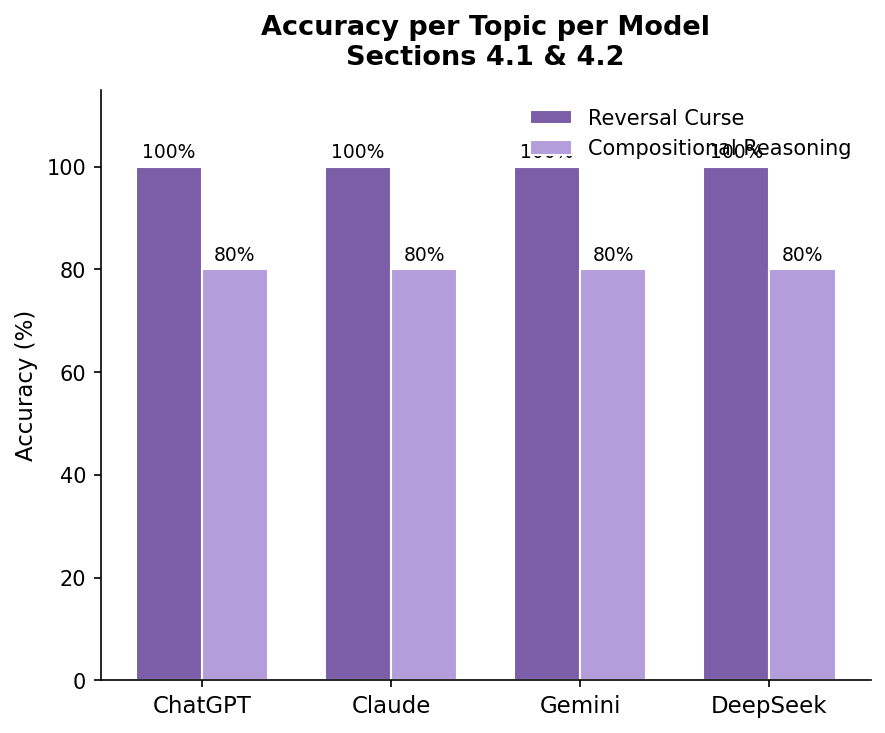 Accuracy per Topic per Model
Sections 4.1 & 4.2
Reversal Curse
Compositional Reasoning
100% 100% 100% 100%
80% 80% 80% 80%
Accuracy (%)
100
80
60
40
20
0
ChatGPT Claude Gemini DeepSeek